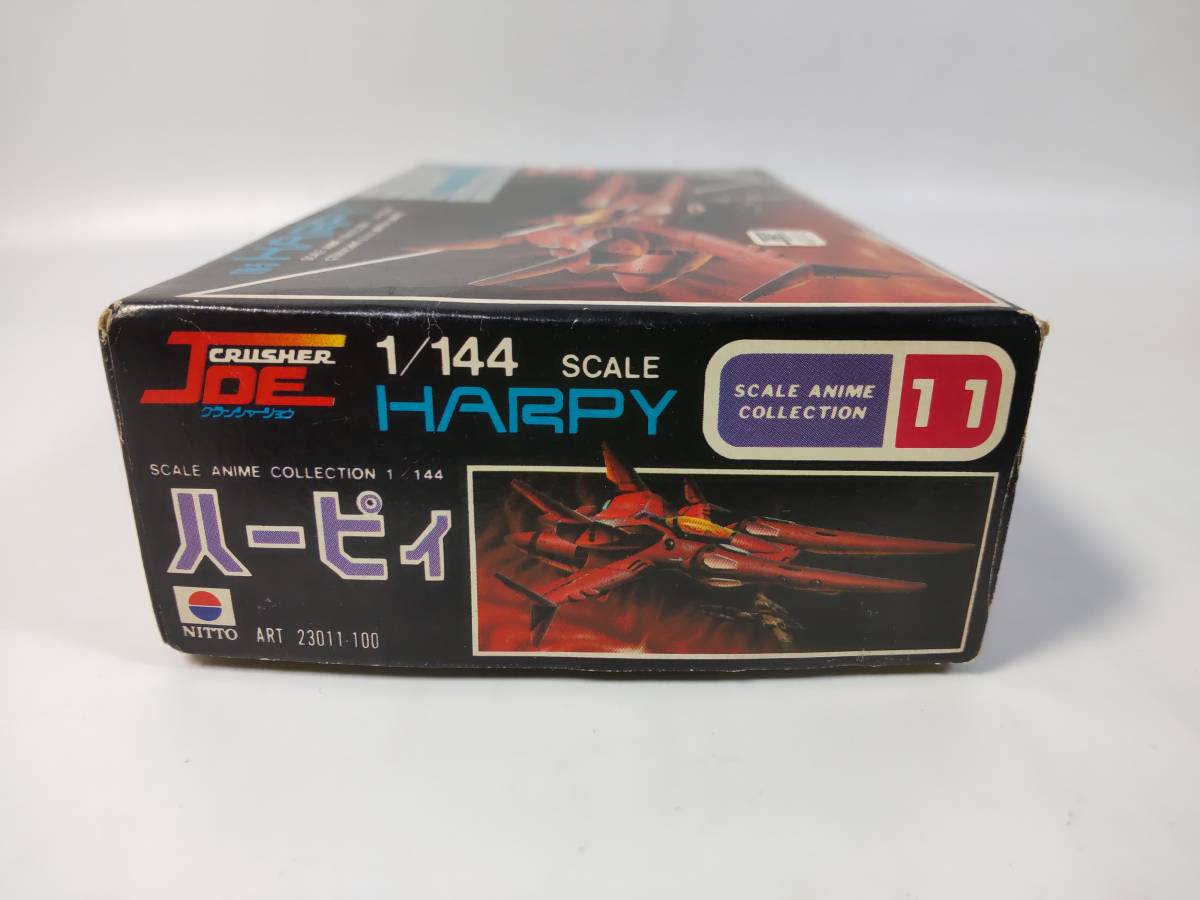 HARPY
CRUSHER
JOE
クラッシャージョウ
1/144 SCALE
HARPY
SCALE ANIME
COLLECTION
11
SCALE ANIME COLLECTION 1/144
ハーピィ
NITTO
ART 23011-100